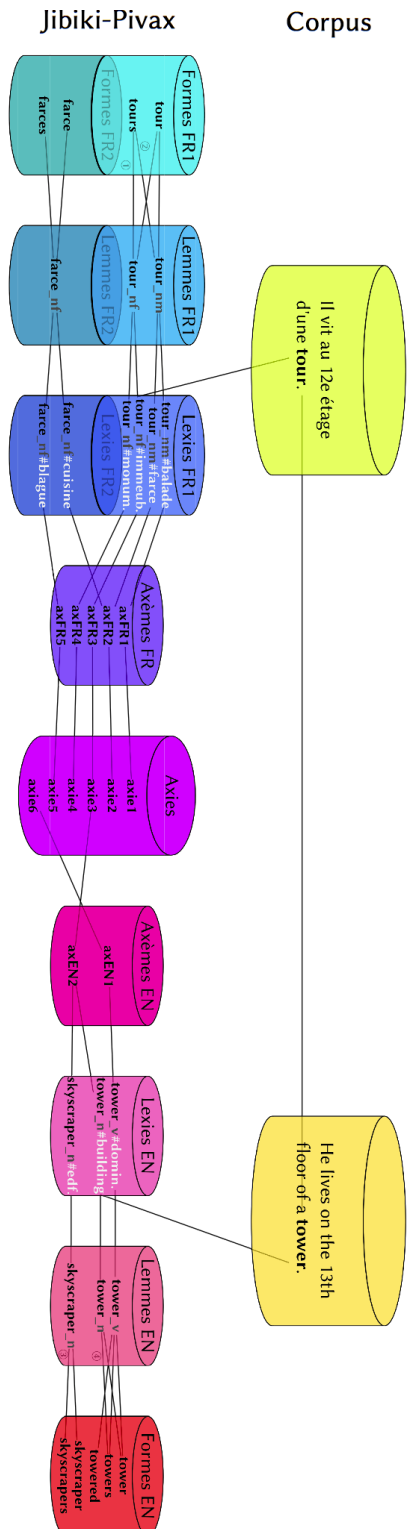 Corpus
Il vit au 12e étage
d'une tour.
He lives on the 13th
floor of a tower.
Jibiki-Pivax
Formes FR1
tour
tours
②
①
Formes FR2
farce
farces
Lemmes FR1
tour_nm
tour_nf
Lemmes FR2
farce_nf
Lexies FR1
tour_nm#balade
tour_nm#farce
tour_nf#immeub.
tour_nf#monum.
Lexies FR2
farce_nf#cuisine
farce_nf#blague
Axèmes FR
axFR1
axFR2
axFR3
axFR4
axFR5
Axies
axie1
axie2
axie3
axie4
axie5
axie6
Axèmes EN
axEN1
axEN2
Lexies EN
tower_v#domin.
tower_n#building
skyscraper_n#edf
Lemmes EN
tower_v
tower_n
④
skyscraper_n
③
Formes EN
tower
towers
towered
skyscraper
skyscrapers